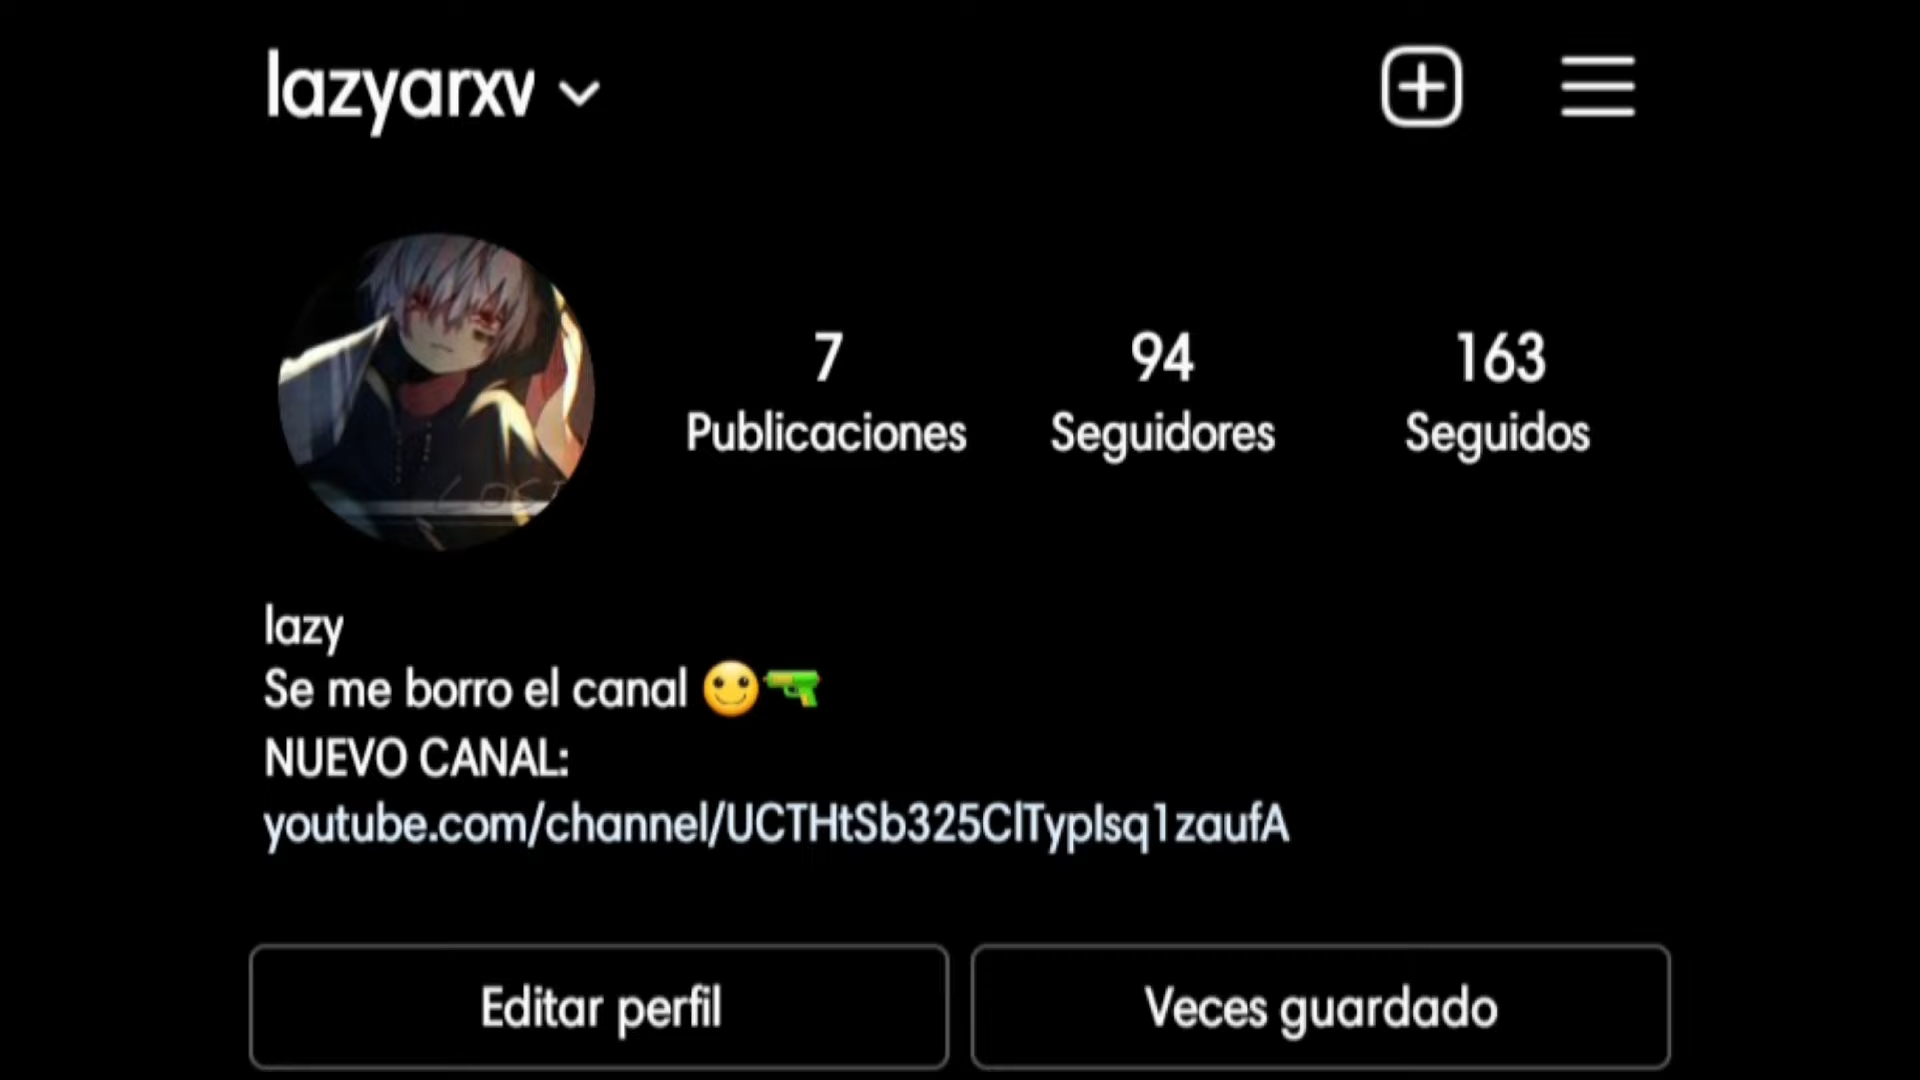 lazyarxv
7 94 163
Publicaciones Seguidores Seguidos
LOST
lazy
Se me borro el canal 🙂🔫
NUEVO CANAL:
youtube.com/channel/UCTHtSb325ClTypIsq1zaufA
Editar perfil Veces guardado